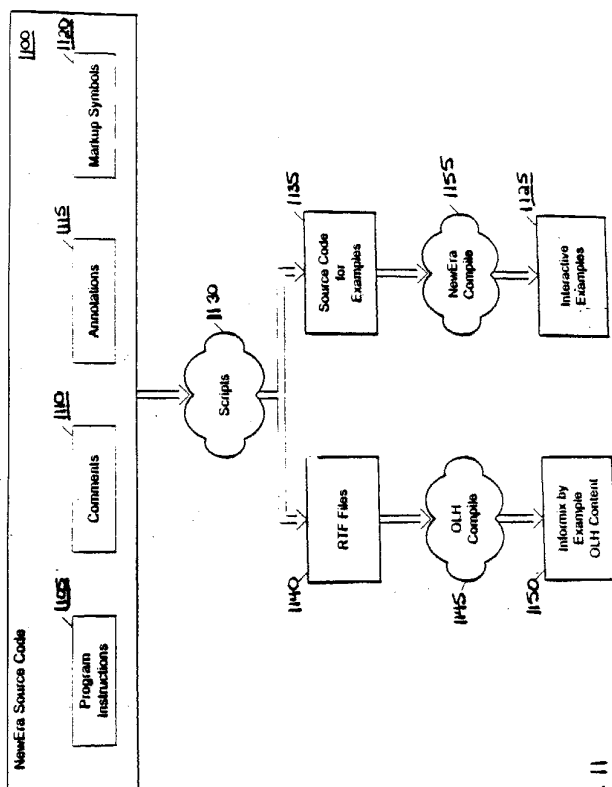 NewEra Source Code
1100
1105
Program
Instructions
1110
Comments
1115
Annotations
1120
Markup Symbols
Scripts
1130
1140
RTF Files
1135
Source Code
for
Examples
1145
OLH
Compile
1155
NewEra
Compile
1150
Informix by
Example
OLH Content
1125
Interactive
Examples
. 11